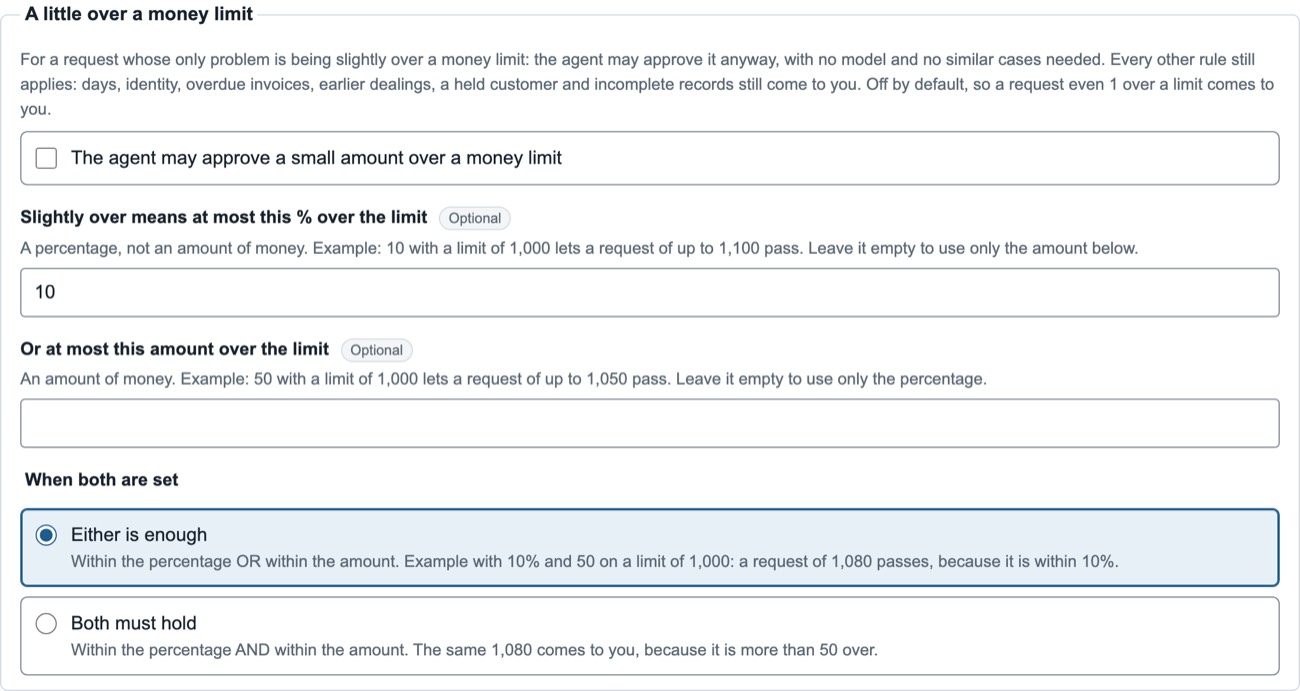 A little over a money limit
For a request whose only problem is being slightly over a money limit: the agent may approve it anyway, with no model and no similar cases needed. Every other rule still
applies: days, identity, overdue invoices, earlier dealings, a held customer and incomplete records still come to you. Off by default, so a request even 1 over a limit comes to
you.
The agent may approve a small amount over a money limit
Slightly over means at most this % over the limit Optional
A percentage, not an amount of money. Example: 10 with a limit of 1,000 lets a request of up to 1,100 pass. Leave it empty to use only the amount below.
10
Or at most this amount over the limit Optional
An amount of money. Example: 50 with a limit of 1,000 lets a request of up to 1,050 pass. Leave it empty to use only the percentage.
When both are set
Either is enough
Within the percentage OR within the amount. Example with 10% and 50 on a limit of 1,000: a request of 1,080 passes, because it is within 10%.
Both must hold
Within the percentage AND within the amount. The same 1,080 comes to you, because it is more than 50 over.